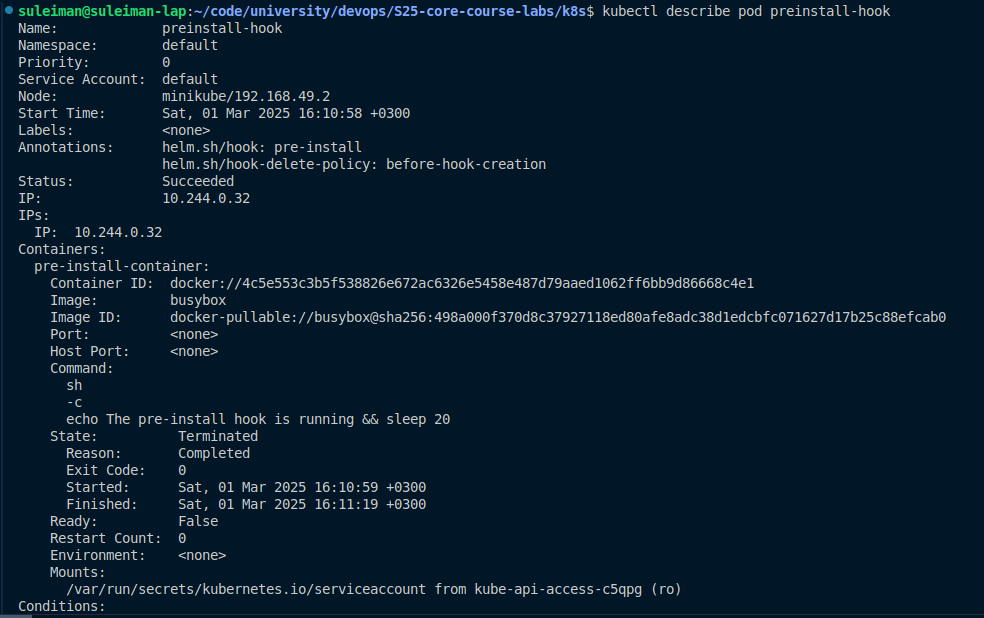 suleiman@suleiman-lap:~/code/university/devops/S25-core-course-labs/k8s$ kubectl describe pod preinstall-hook
Name:             preinstall-hook
Namespace:        default
Priority:         0
Service Account:  default
Node:             minikube/192.168.49.2
Start Time:       Sat, 01 Mar 2025 16:10:58 +0300
Labels:           <none>
Annotations:      helm.sh/hook: pre-install
                  helm.sh/hook-delete-policy: before-hook-creation
Status:           Succeeded
IP:               10.244.0.32
IPs:
  IP:  10.244.0.32
Containers:
  pre-install-container:
    Container ID:  docker://4c5e553c3b5f538826e672ac6326e5458e487d79aaed1062ff6bb9d86668c4e1
    Image:         busybox
    Image ID:      docker-pullable://busybox@sha256:498a000f370d8c37927118ed80afe8adc38d1edcbfc071627d17b25c88efcab0
    Port:          <none>
    Host Port:     <none>
    Command:
      sh
      -c
      echo The pre-install hook is running && sleep 20
    State:          Terminated
      Reason:       Completed
      Exit Code:    0
      Started:      Sat, 01 Mar 2025 16:10:59 +0300
      Finished:     Sat, 01 Mar 2025 16:11:19 +0300
    Ready:          False
    Restart Count:  0
    Environment:    <none>
    Mounts:
      /var/run/secrets/kubernetes.io/serviceaccount from kube-api-access-c5qpg (ro)
Conditions: